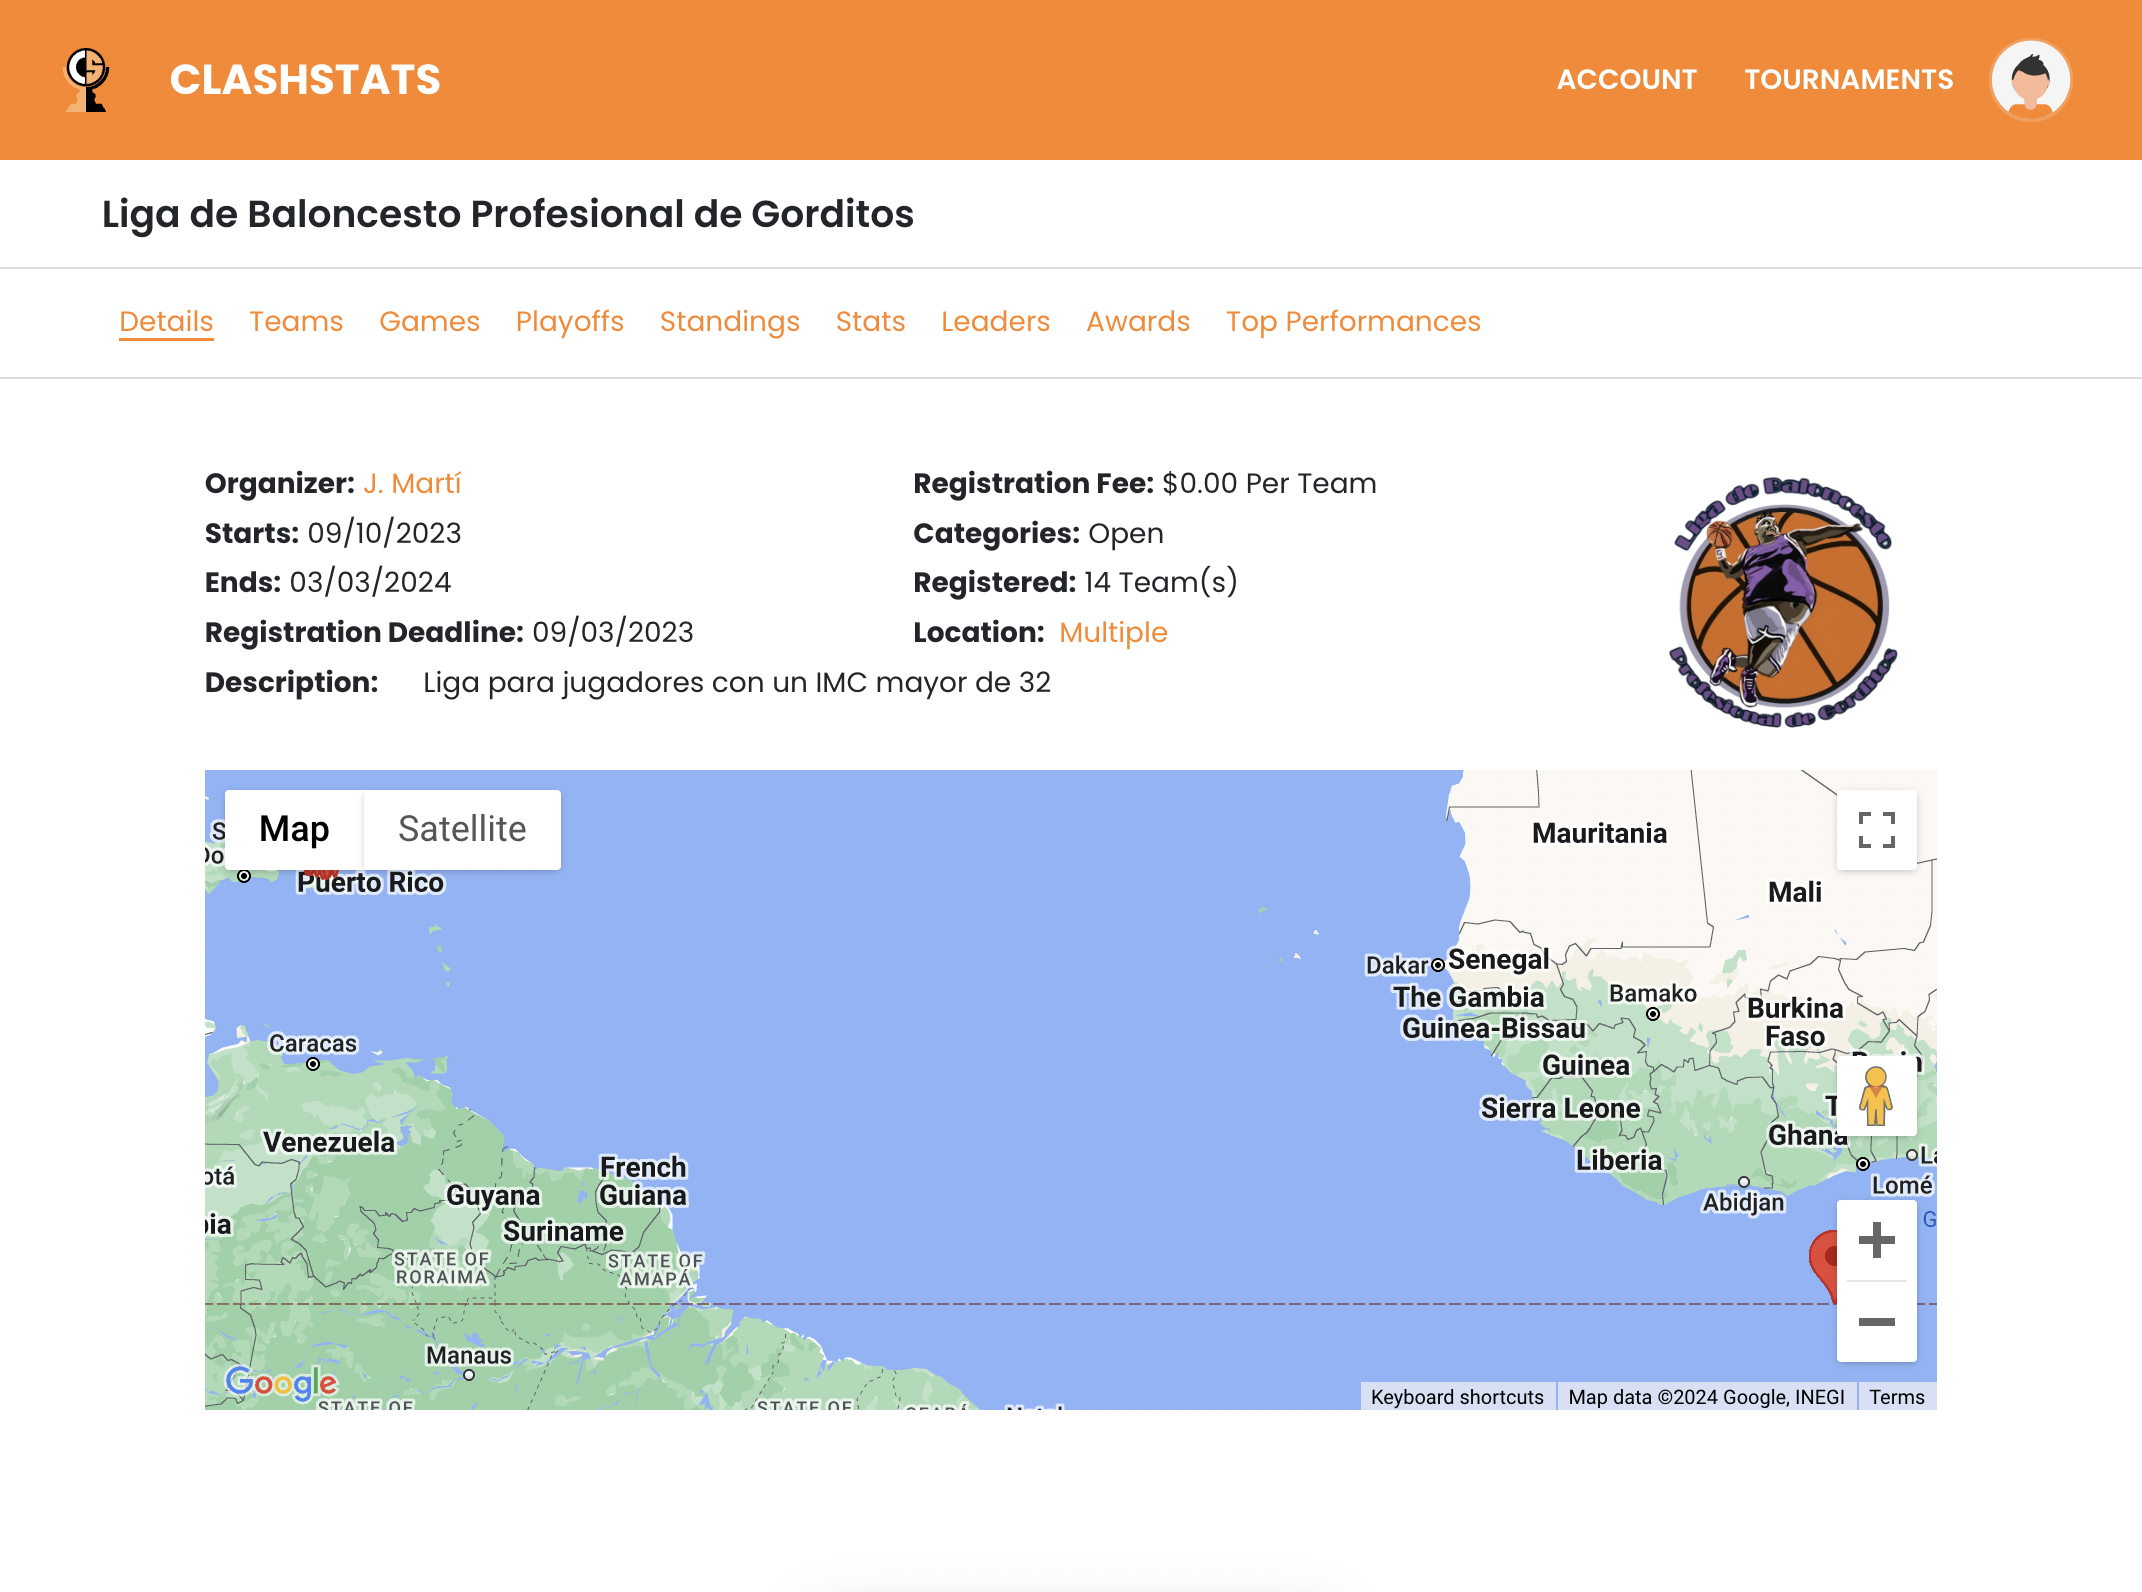 CLASHSTATS
ACCOUNT
TOURNAMENTS
Liga de Baloncesto Profesional de Gorditos
Details
Teams
Games
Playoffs
Standings
Stats
Leaders
Awards
Top Performances
Organizer: J. Martí
Starts: 09/10/2023
Ends: 03/03/2024
Registration Deadline: 09/03/2023
Description: Liga para jugadores con un IMC mayor de 32
Registration Fee: $0.00 Per Team
Categories: Open
Registered: 14 Team(s)
Location: Multiple
Liga de Baloncesto
Profesional de Gorditos
Map
Satellite
Puerto Rico
Mauritania
Mali
Dakar
Senegal
The Gambia
Guinea-Bissau
Bamako
Burkina
Faso
Guinea
Sierra Leone
Ghana
Liberia
Abidjan
Lomé
Caracas
Venezuela
Guyana
Suriname
French
Guiana
STATE OF
RORAIMA
STATE OF
AMAPÁ
Manaus
STATE OF
STATE OF
Google
Keyboard shortcuts
Map data ©2024 Google, INEGI
Terms